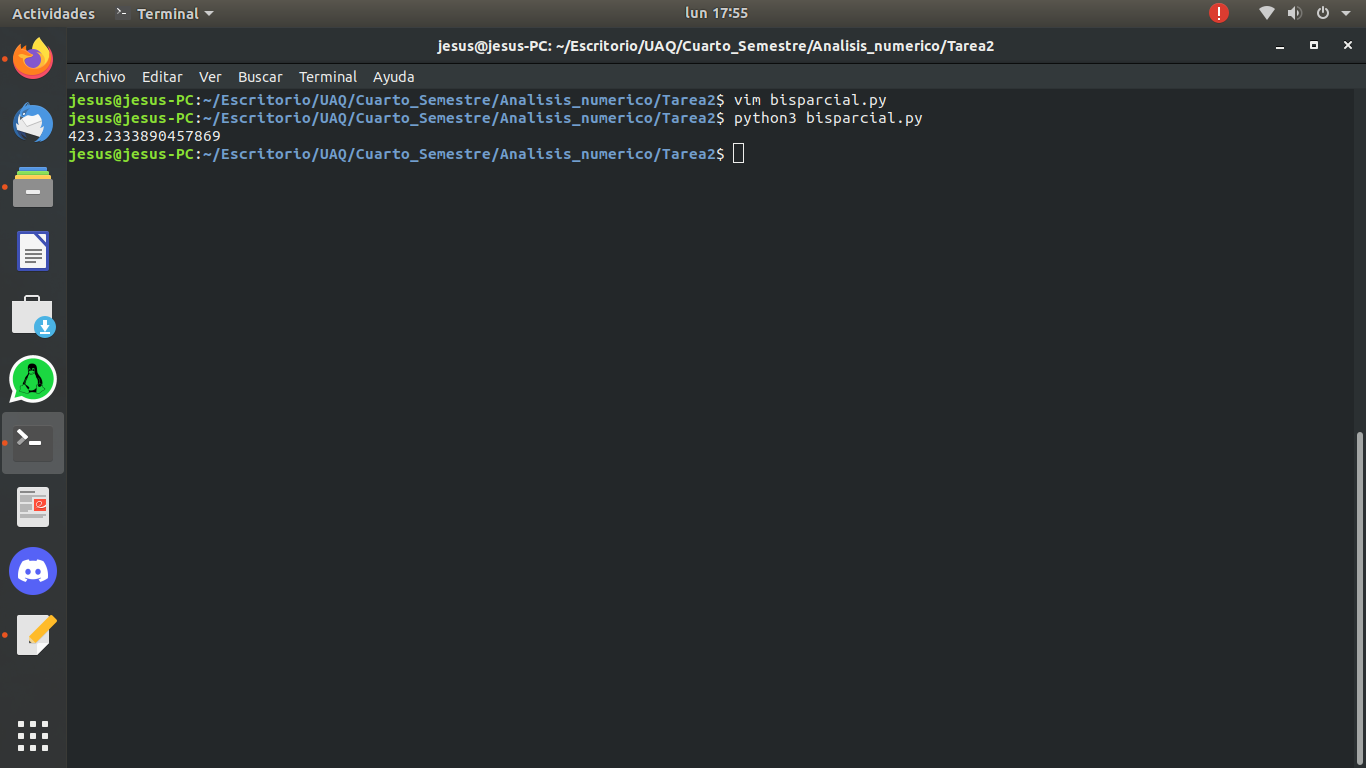 Actividades Terminal lun 17:55
jesus@jesus-PC: ~/Escritorio/UAQ/Cuarto_Semestre/Analisis_numerico/Tarea2
Archivo Editar Ver Buscar Terminal Ayuda
jesus@jesus-PC:~/Escritorio/UAQ/Cuarto_Semestre/Analisis_numerico/Tarea2$ vim bisparcial.py
jesus@jesus-PC:~/Escritorio/UAQ/Cuarto_Semestre/Analisis_numerico/Tarea2$ python3 bisparcial.py
423.2333890457869
jesus@jesus-PC:~/Escritorio/UAQ/Cuarto_Semestre/Analisis_numerico/Tarea2$